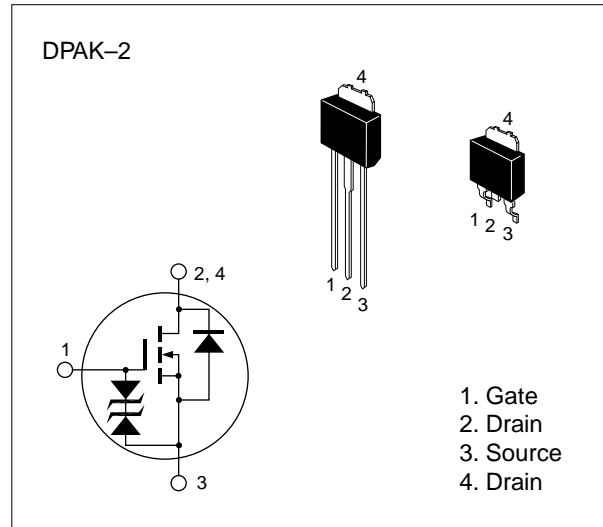 DPAK–2
4
4
1 2 3
1 2 3
2, 4
1
3
1. Gate
2. Drain
3. Source
4. Drain